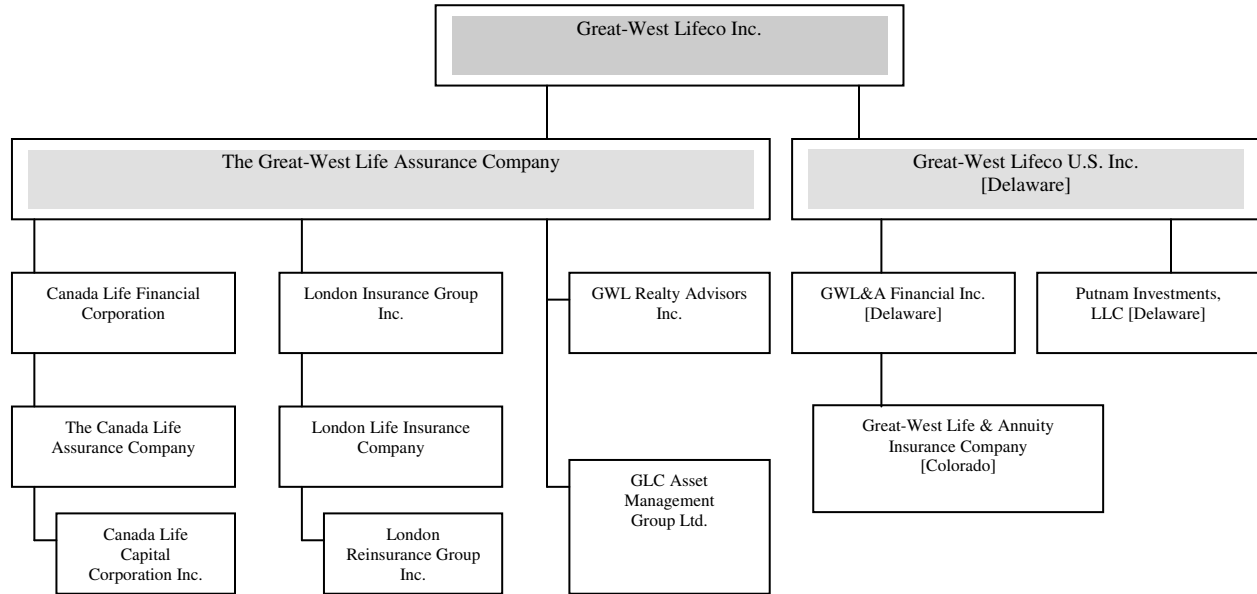 Great-West Lifeco Inc.
The Great-West Life Assurance Company
Great-West Lifeco U.S. Inc.
[Delaware]
Canada Life Financial
Corporation
London Insurance Group
Inc.
GWL Realty Advisors
Inc.
GWL&A Financial Inc.
[Delaware]
Putnam Investments,
LLC [Delaware]
The Canada Life
Assurance Company
London Life Insurance
Company
GLC Asset
Management
Group Ltd.
Great-West Life & Annuity
Insurance Company
[Colorado]
Canada Life
Capital
Corporation Inc.
London
Reinsurance Group
Inc.